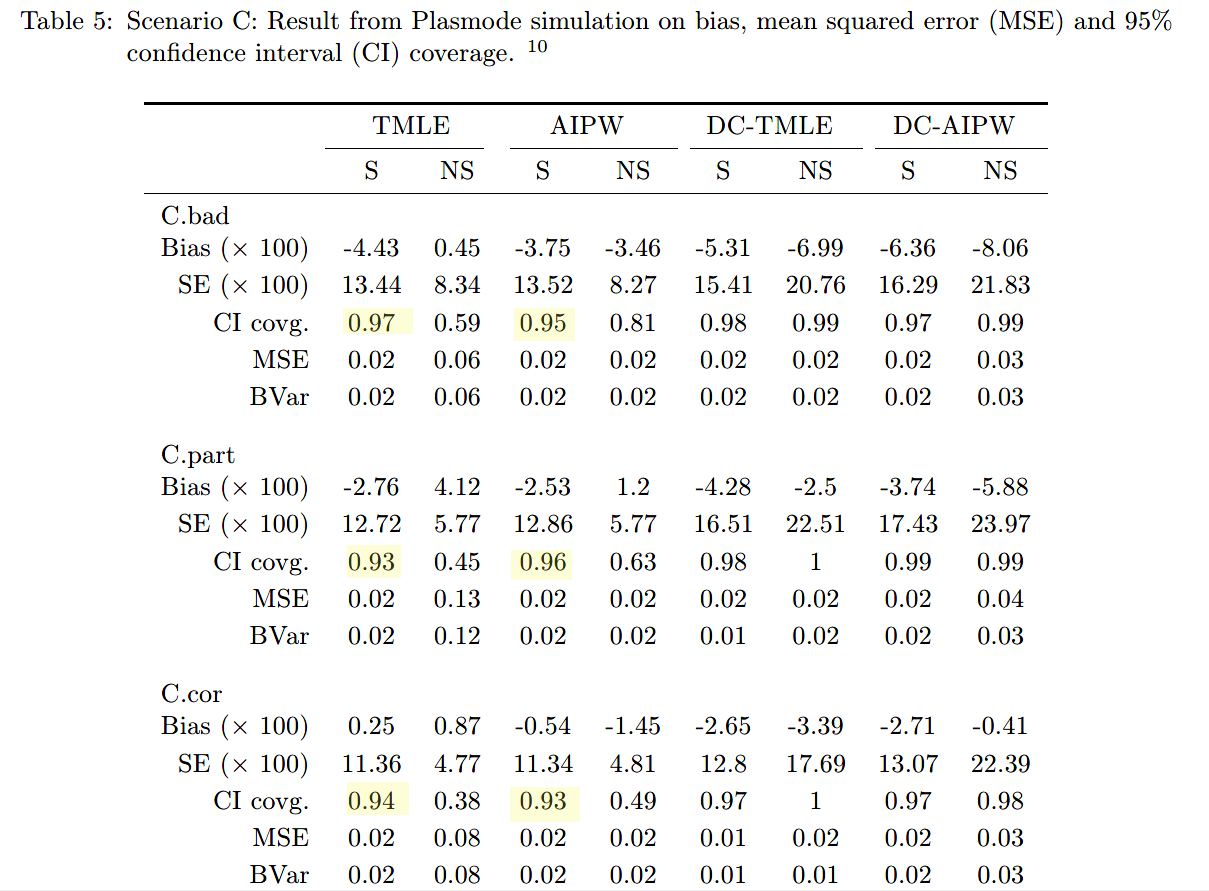 Table 5: Scenario C: Result from Plasmode simulation on bias, mean squared error (MSE) and 95%
confidence interval (CI) coverage. 10
TMLE AIPW DC-TMLE DC-AIPW
S NS S NS S NS S NS
C.bad
Bias (× 100) -4.43 0.45 -3.75 -3.46 -5.31 -6.99 -6.36 -8.06
SE (× 100) 13.44 8.34 13.52 8.27 15.41 20.76 16.29 21.83
CI covg. 0.97 0.59 0.95 0.81 0.98 0.99 0.97 0.99
MSE 0.02 0.06 0.02 0.02 0.02 0.02 0.02 0.03
BVar 0.02 0.06 0.02 0.02 0.02 0.02 0.02 0.03
C.part
Bias (× 100) -2.76 4.12 -2.53 1.2 -4.28 -2.5 -3.74 -5.88
SE (× 100) 12.72 5.77 12.86 5.77 16.51 22.51 17.43 23.97
CI covg. 0.93 0.45 0.96 0.63 0.98 1 0.99 0.99
MSE 0.02 0.13 0.02 0.02 0.02 0.02 0.02 0.04
BVar 0.02 0.12 0.02 0.02 0.01 0.02 0.02 0.03
C.cor
Bias (× 100) 0.25 0.87 -0.54 -1.45 -2.65 -3.39 -2.71 -0.41
SE (× 100) 11.36 4.77 11.34 4.81 12.8 17.69 13.07 22.39
CI covg. 0.94 0.38 0.93 0.49 0.97 1 0.97 0.98
MSE 0.02 0.08 0.02 0.02 0.01 0.02 0.02 0.03
BVar 0.02 0.08 0.02 0.02 0.01 0.01 0.02 0.03